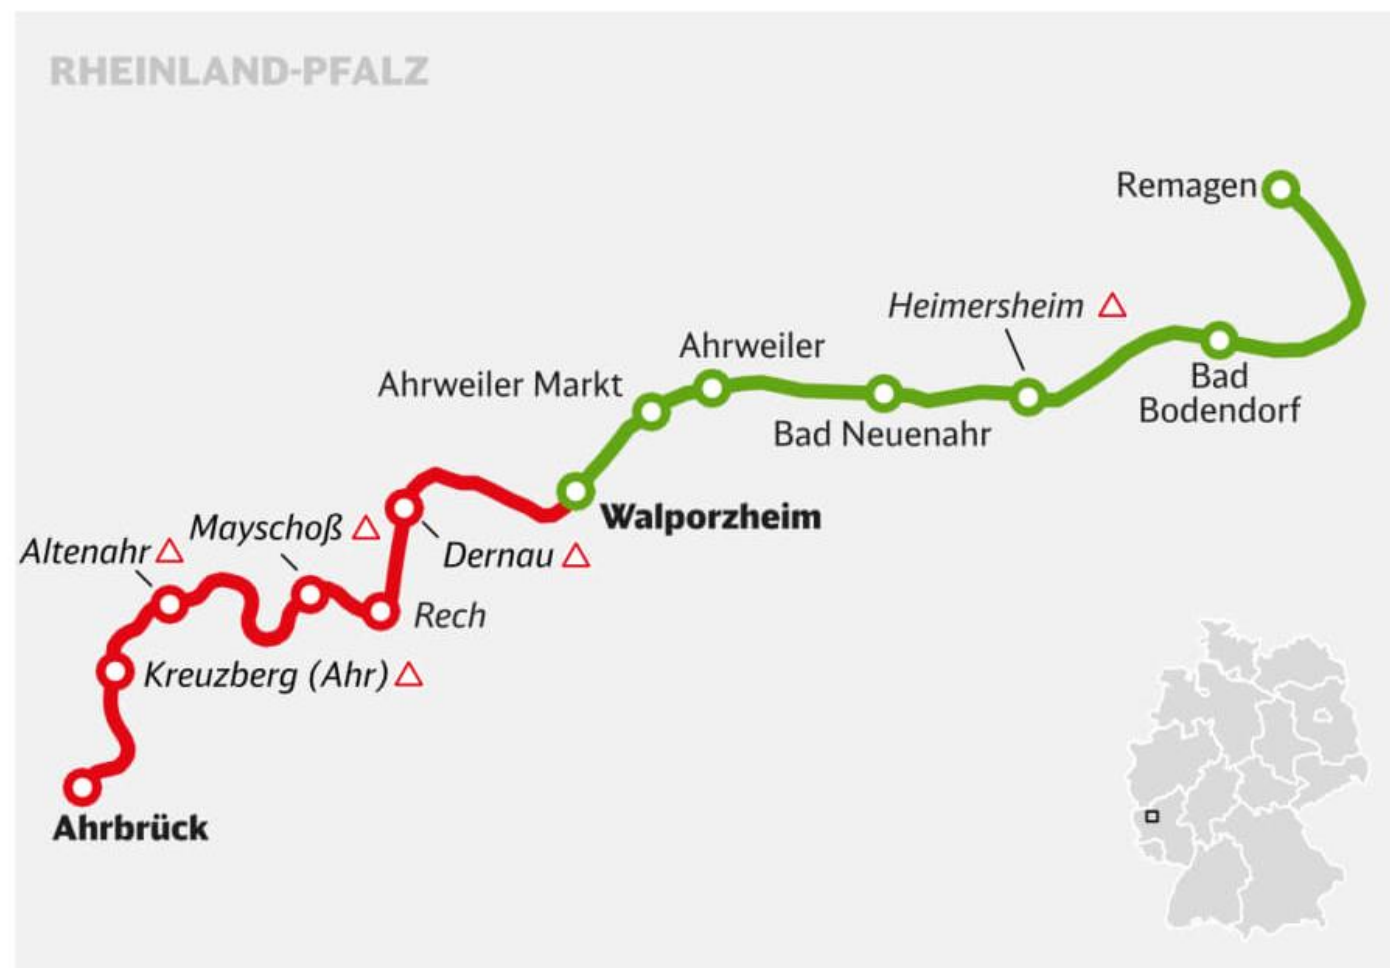 RHEINLAND-PFALZ
Remagen
Heimersheim
Ahrweiler
Ahrweiler Markt
Bad
Bodendorf
Bad Neuenahr
Walporzheim
Mayschoß
Altenahr
Dernau
Rech
Kreuzberg (Ahr)
Ahrbrück